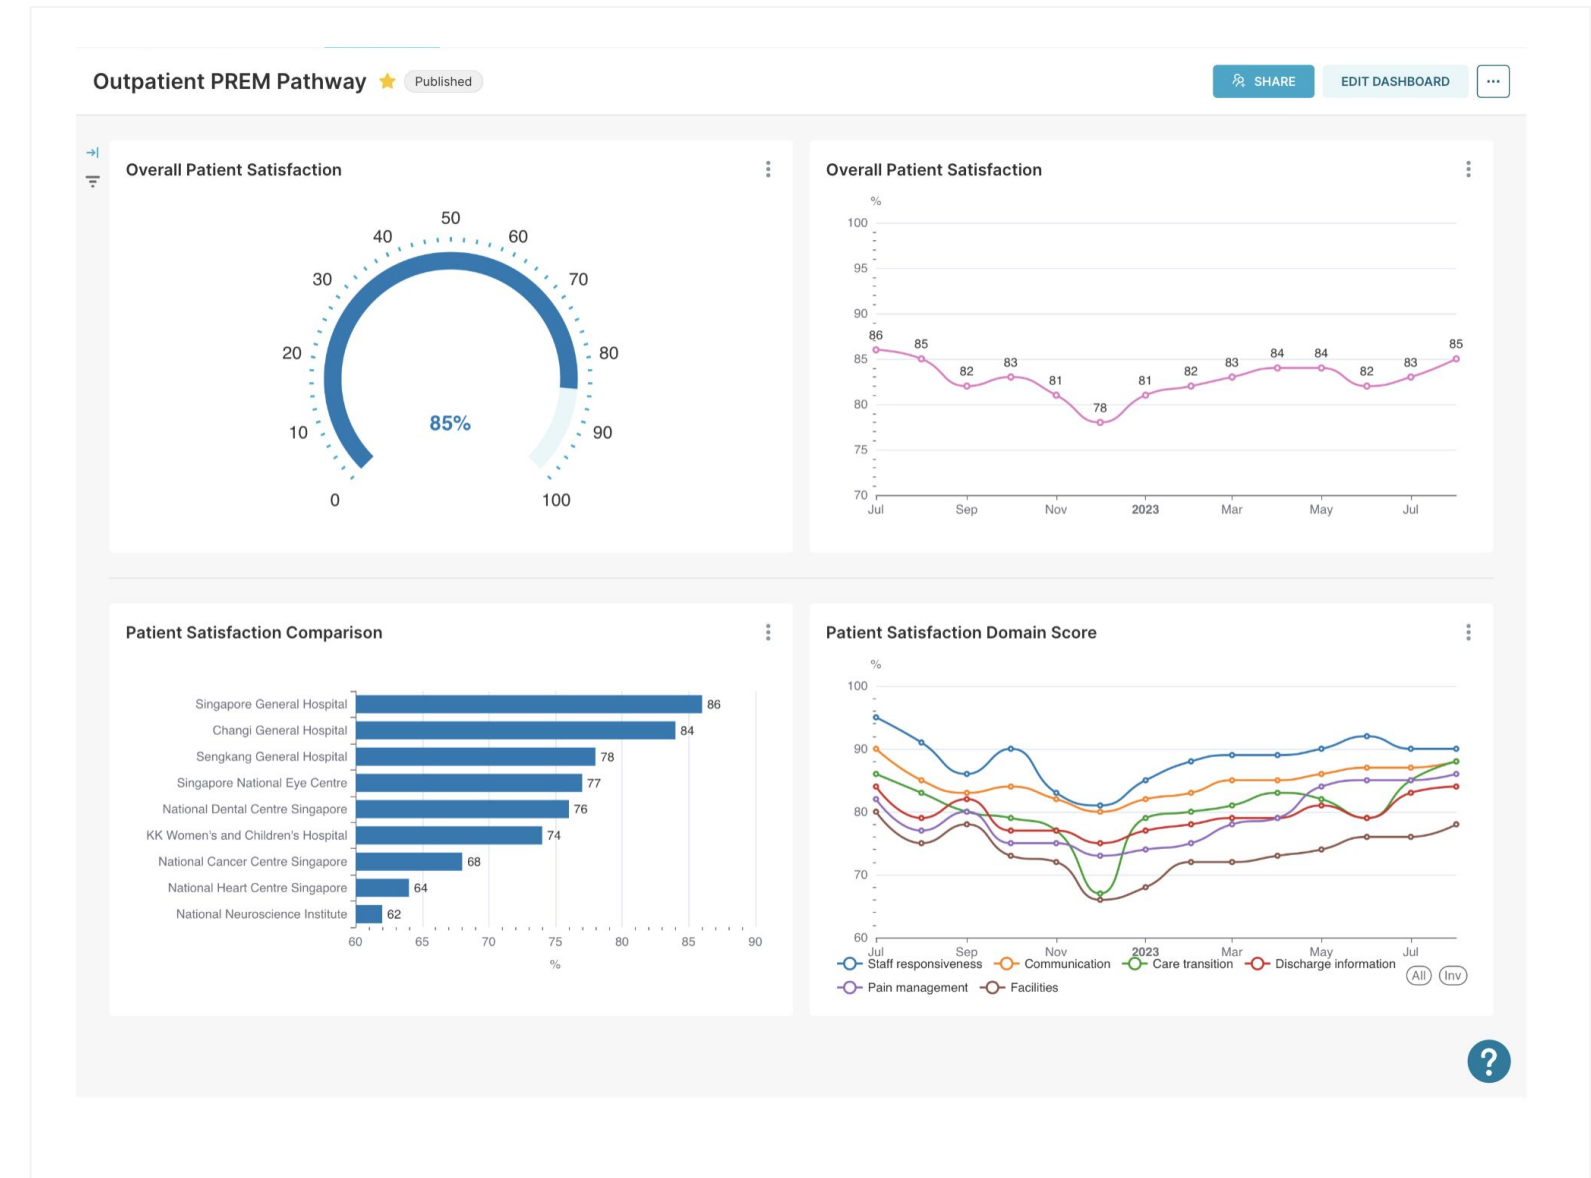 Outpatient PREM Pathway
Published
SHARE
EDIT DASHBOARD
Overall Patient Satisfaction
0
10
20
30
40
50
60
70
80
90
100
85%
Overall Patient Satisfaction
%
100
95
90
85
80
75
70
86
85
82
83
81
78
81
82
83
84
84
82
83
85
Jul
Sep
Nov
2023
Mar
May
Jul
Patient Satisfaction Comparison
Singapore General Hospital 86
Changi General Hospital 84
Sengkang General Hospital 78
Singapore National Eye Centre 77
National Dental Centre Singapore 76
KK Women's and Children's Hospital 74
National Cancer Centre Singapore 68
National Heart Centre Singapore 64
National Neuroscience Institute 62
60 65 70 75 80 85 90
%
Patient Satisfaction Domain Score
%
100
90
80
70
60
Jul Sep Nov 2023 Mar May Jul
Staff responsiveness Communication Care transition Discharge information
Pain management Facilities
All Inv
?